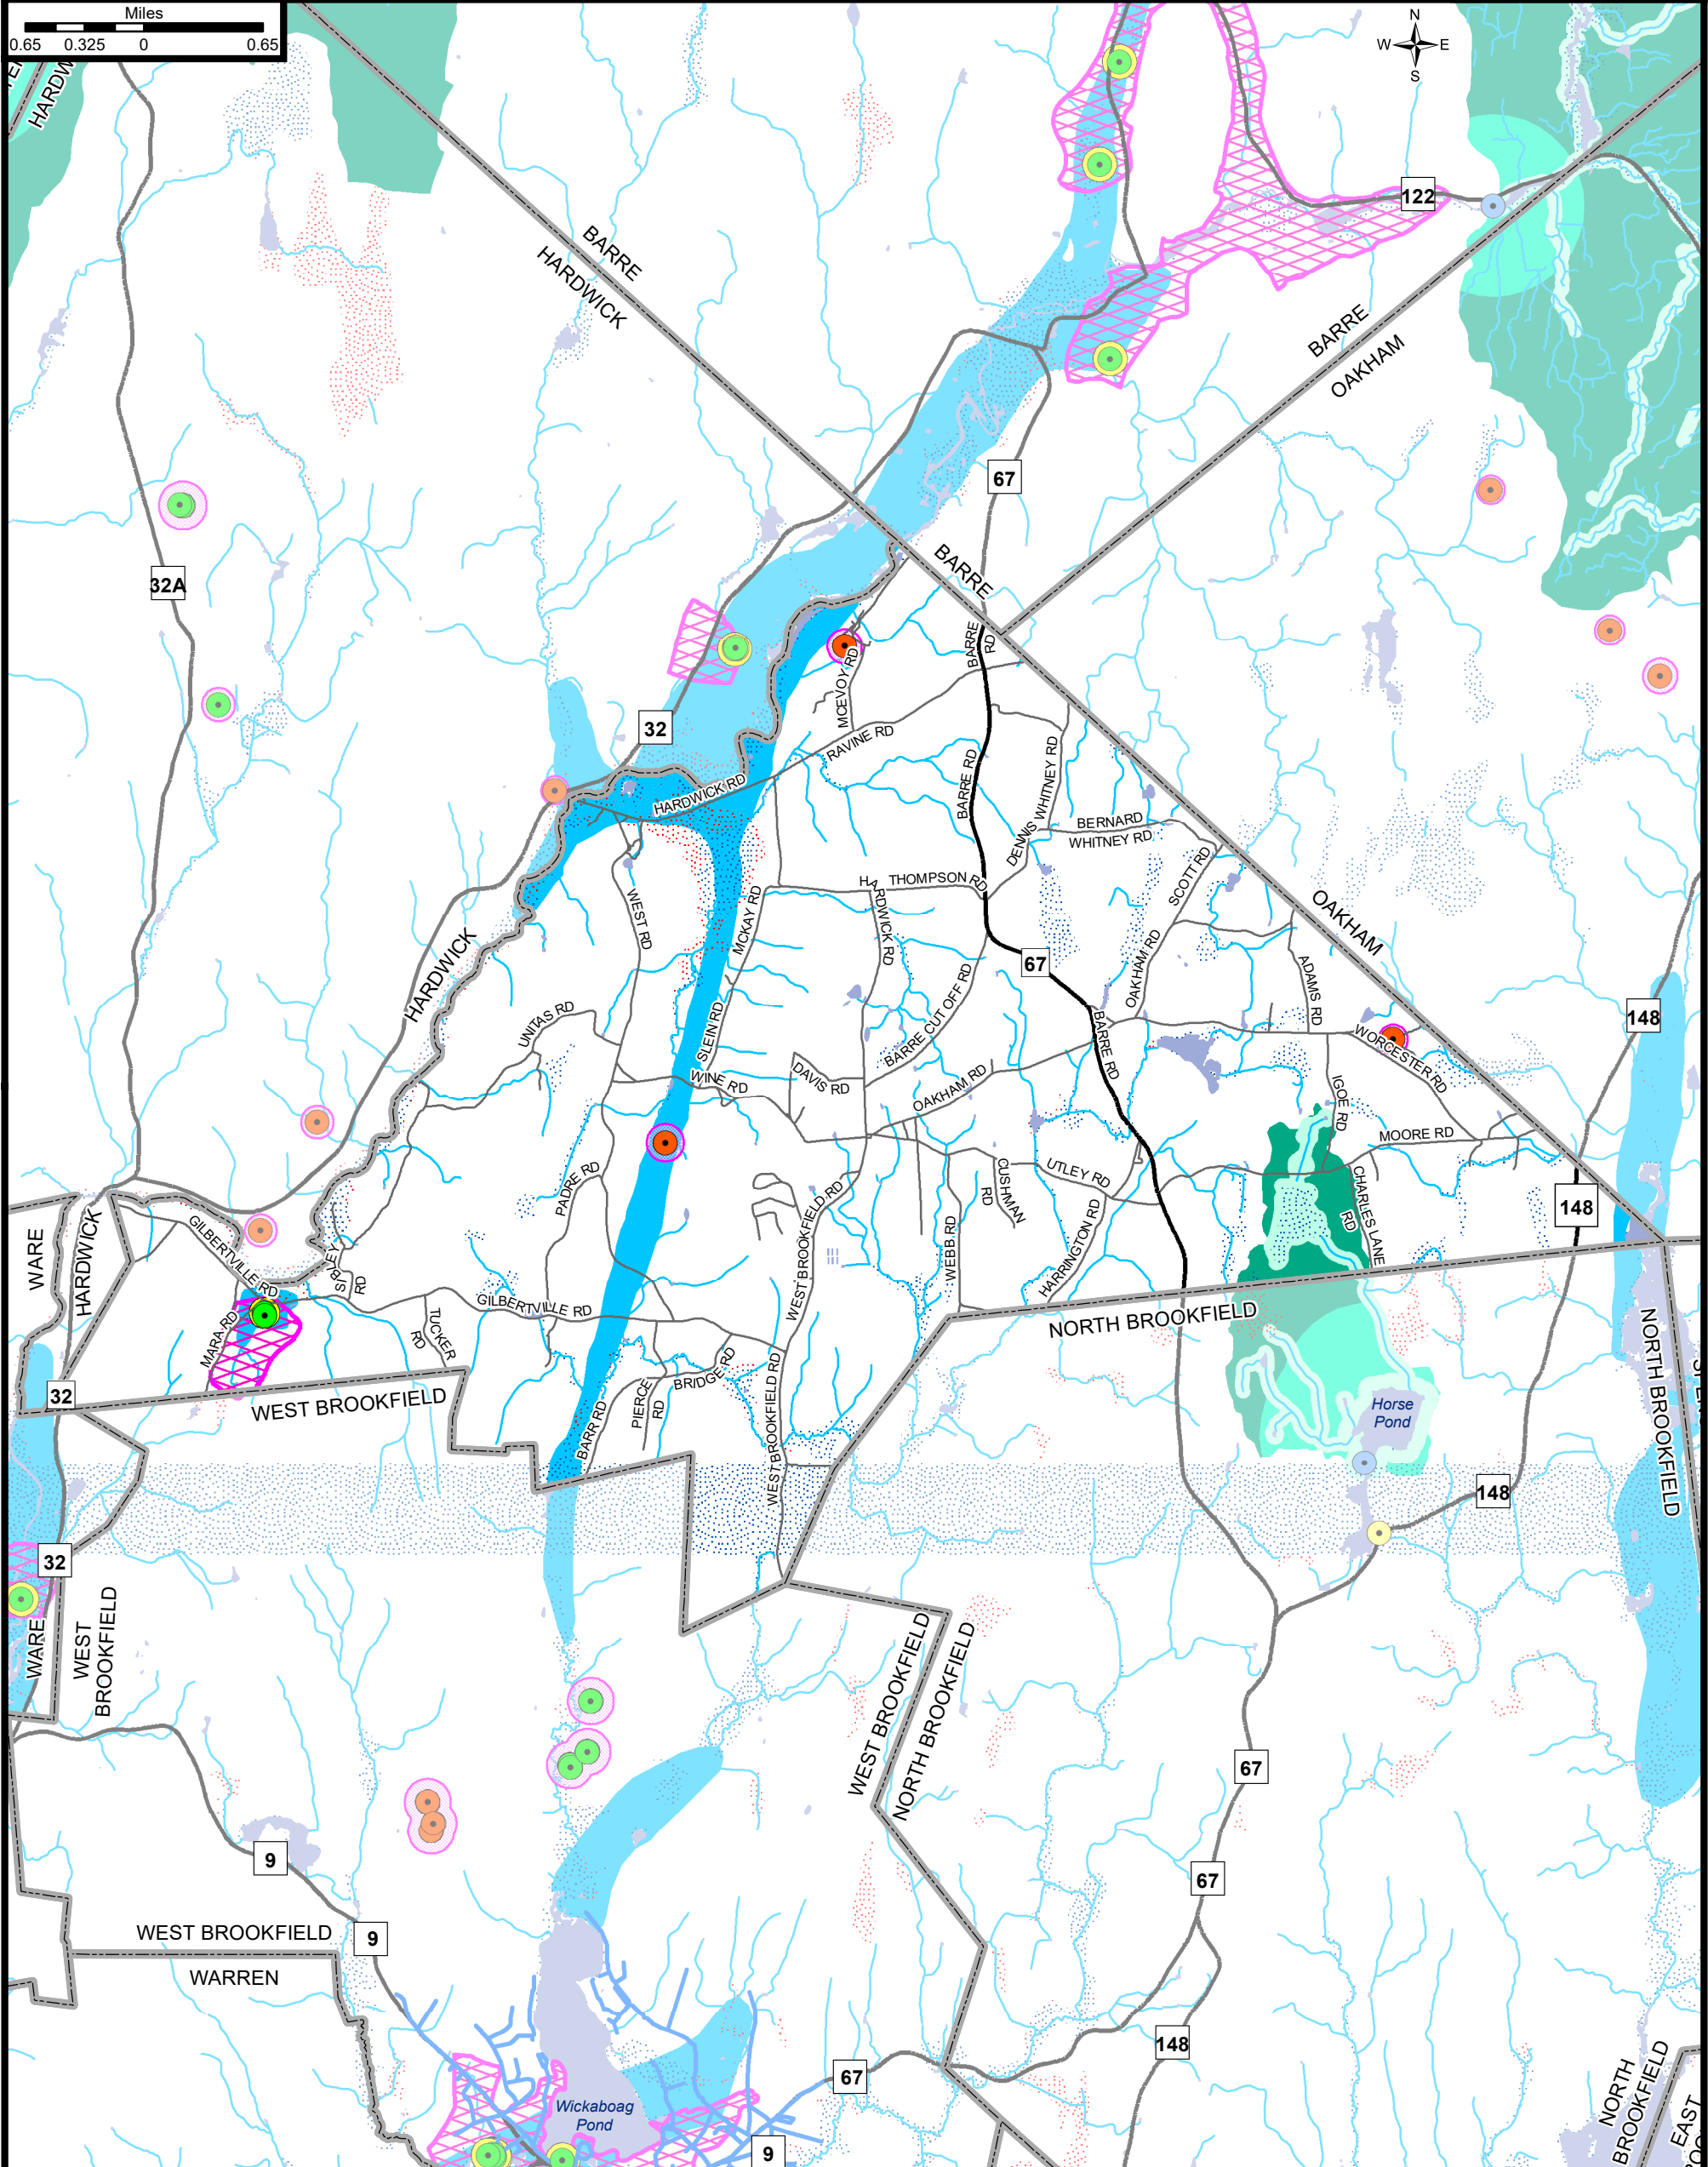 Miles
0.65 0.325 0 0.65
N
W E
S
HARDW
122
BARRE
HARDWICK
BARRE
OAKHAM
67
32A
BARRE
BARRE
RD
MCEVOY RD
32
RAVINE RD
HARDWICK RD
BARRE RD
DENNIS WHITNEY RD
BERNARD
WHITNEY RD
SCOTT RD
THOMPSON RD
HARDWICK RD
WEST RD
MCKAY RD
OAKHAM
HARDWICK
67
BARRE CUT OFF RD
OAKHAM RD
ADAMS RD
148
UNITAS RD
SLEIN RD
BARRE RD
WORCESTER RD
WINE RD
DAVIS RD
OAKHAM RD
IGOE RD
MOORE RD
PADRE RD
CUSHMAN
RD
UTLEY RD
CHARLES LANE
RD
148
WARE
HARDWICK
GILBERTVILLE RD
SIBLEY
RD
WEST BROOKFIELD RD
WEBB RD
HARRINGTON RD
GILBERTVILLE RD
TUCKER
RD
MARA RD
NORTH BROOKFIELD
NORTH BROOKFIELD
32
WEST BROOKFIELD
BARR RD
PIERCE
RD
BRIDGE RD
WEST BROOKFIELD RD
Horse
Pond
148
32
WARE
WEST
BROOKFIELD
WEST BROOKFIELD
NORTH BROOKFIELD
67
9
67
WEST BROOKFIELD
9
WARREN
148
67
Wickaboag
Pond
9
NORTH
BROOKFIELD
EAST